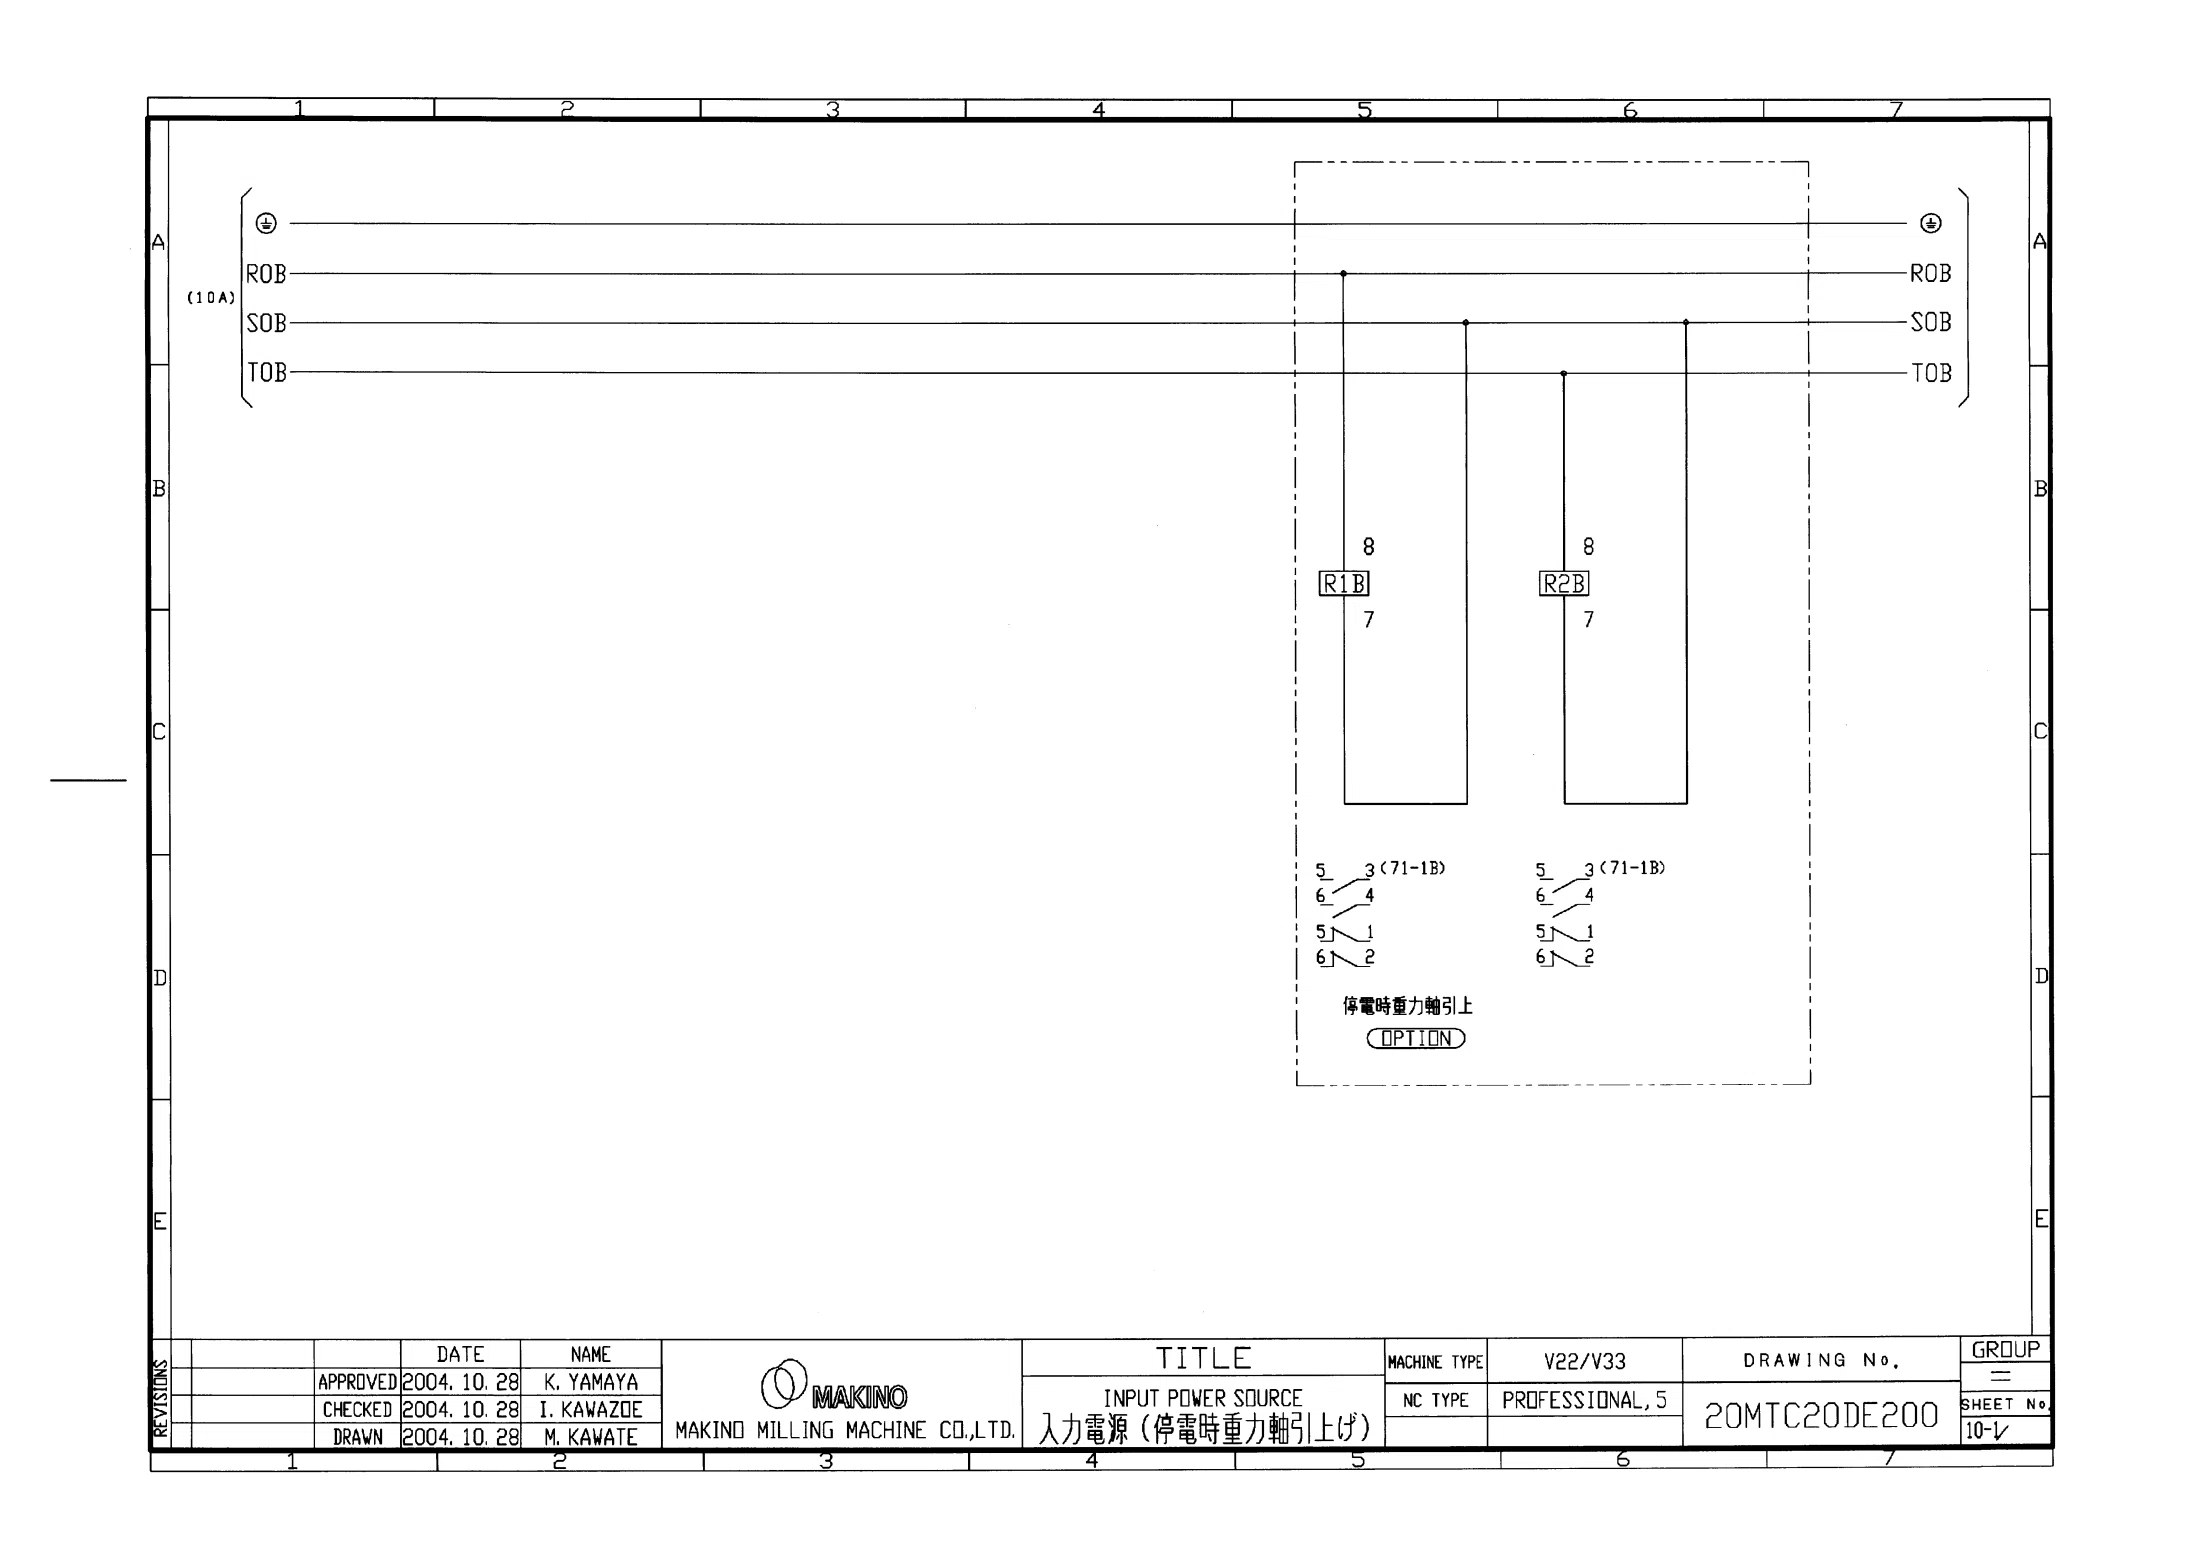 1 2 3 4 5 6 7
A A
ROB ROB
(10A)
SOB SOB
TOB TOB
B B
8 8
R1B R2B
7 7
C C
5 3(71-1B) 5 3(71-1B)
6 4 6 4
5 1 5 1
6 2 6 2
D D
停電時重力軸引上
OPTION
E E
REVISIONS
DATE NAME
APPROVED 2004. 10. 28 K. YAMAYA
CHECKED 2004. 10. 28 I. KAWAZOE
DRAWN 2004. 10. 28 M. KAWATE
MAKINO
MAKINO MILLING MACHINE CO.,LTD.
TITLE
INPUT POWER SOURCE
入力電源(停電時重力軸引上げ)
MACHINE TYPE V22/V33
NC TYPE PROFESSIONAL,5
DRAWING No.
20MTC20DE200
GROUP
=
SHEET No.
10-1/
1 2 3 4 5 6 7